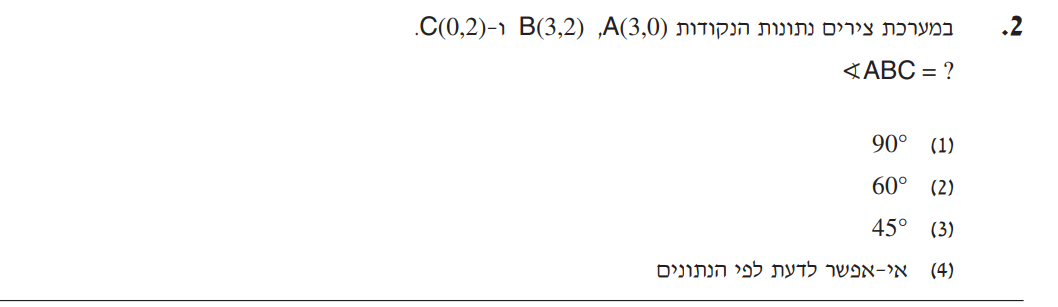 2. במערכת צירים נתונות הנקודות A(3,0), B(3,2) ו-C(0,2).
∢ABC = ?
(1) 90°
(2) 60°
(3) 45°
(4) אי-אפשר לדעת לפי הנתונים